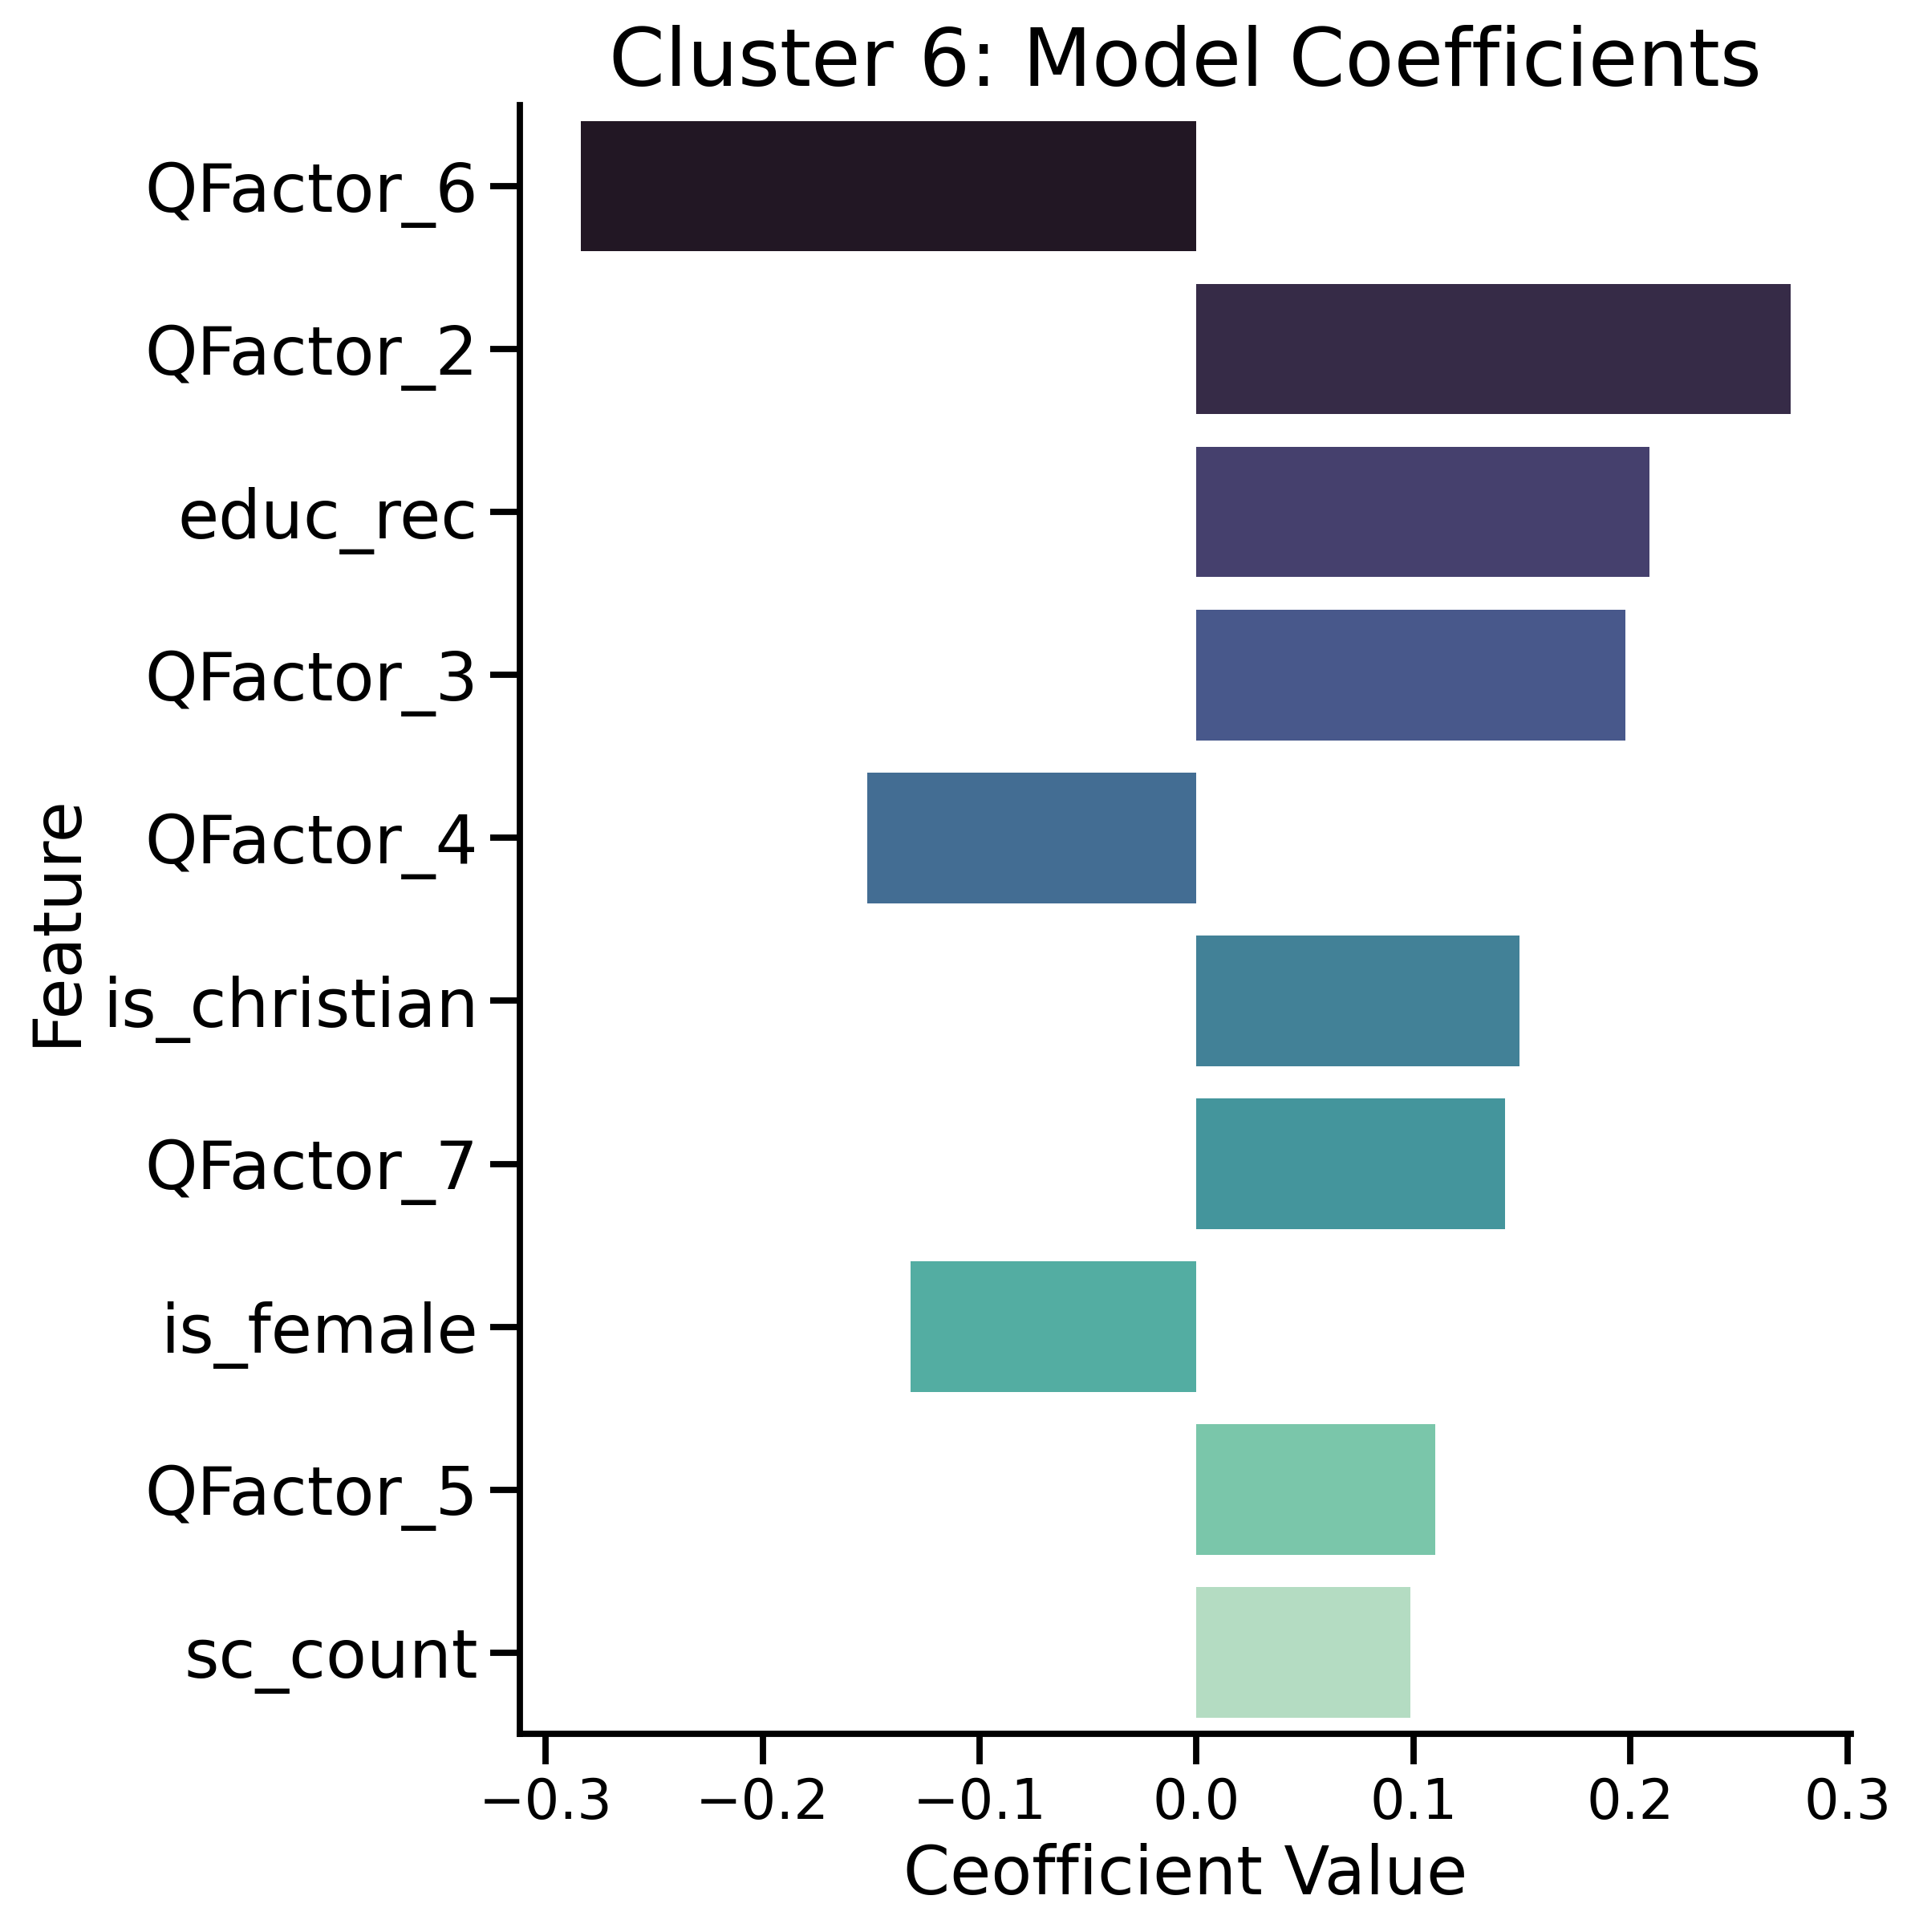 Cluster 6: Model Coefficients
QFactor_6
QFactor_2
educ_rec
QFactor_3
QFactor_4
is_christian
QFactor_7
is_female
QFactor_5
sc_count
Feature
−0.3 −0.2 −0.1 0.0 0.1 0.2 0.3
Ceofficient Value